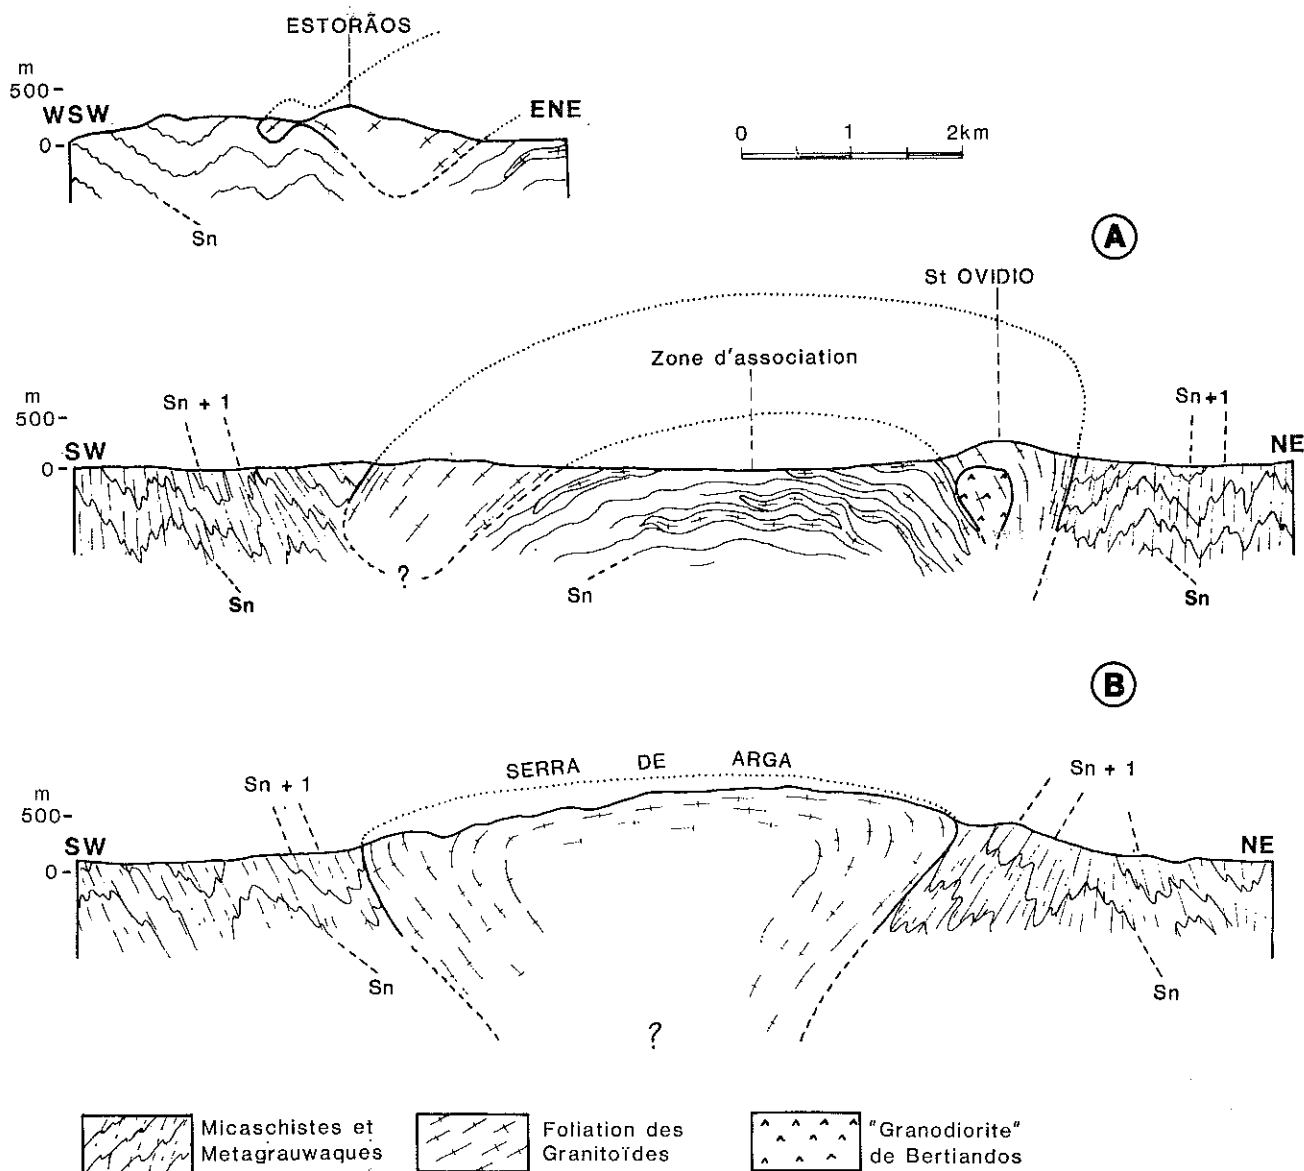 ESTORÃOS
m
500-
WSW
ENE
0-
0 1 2km
Sn
A
St OVIDIO
Zone d'association
m
Sn + 1
Sn+1
500-
SW
NE
0-
?
Sn
Sn
Sn
B
SERRA DE ARGA
Sn + 1
Sn + 1
m
500-
SW
NE
0-
Sn
Sn
?
Micaschistes et
Metagrauwaques
Foliation des
Granitoïdes
"Granodiorite"
de Bertiandos